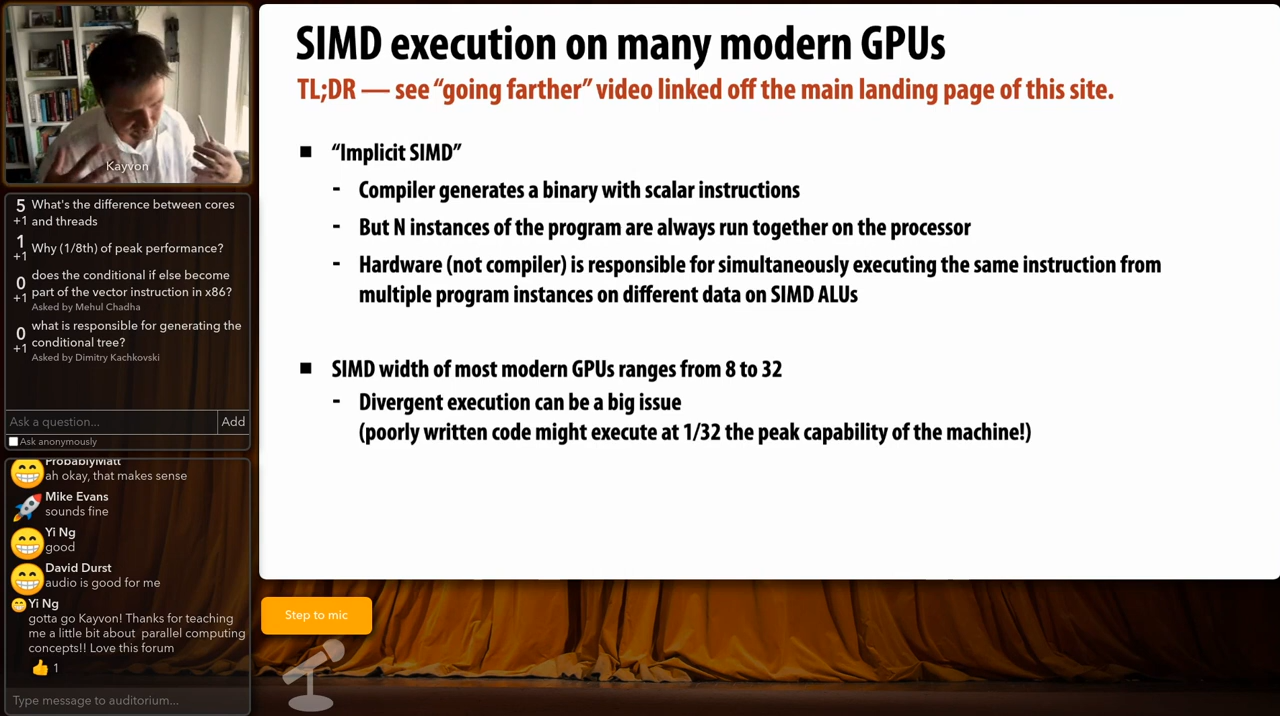 Kayvon
5 What's the difference between cores
+1 and threads
1 Why (1/8th) of peak performance?
+1
does the conditional if else become
0 part of the vector instruction in x86?
+1 Asked by Mehul Chadha
0 what is responsible for generating the
+1 conditional tree?
Asked by Dimitry Kachkovski
Ask a question... Add
Ask anonymously
ProbablyMatt
ah okay, that makes sense
Mike Evans
sounds fine
Yi Ng
good
David Durst
audio is good for me
Yi Ng
gotta go Kayvon! Thanks for teaching
me a little bit about parallel computing
concepts!! Love this forum
👍 1
Type message to auditorium...
SIMD execution on many modern GPUs
TL;DR — see “going farther” video linked off the main landing page of this site.
■ “Implicit SIMD”
- Compiler generates a binary with scalar instructions
- But N instances of the program are always run together on the processor
- Hardware (not compiler) is responsible for simultaneously executing the same instruction from
multiple program instances on different data on SIMD ALUs
■ SIMD width of most modern GPUs ranges from 8 to 32
- Divergent execution can be a big issue
(poorly written code might execute at 1/32 the peak capability of the machine!)
Step to mic